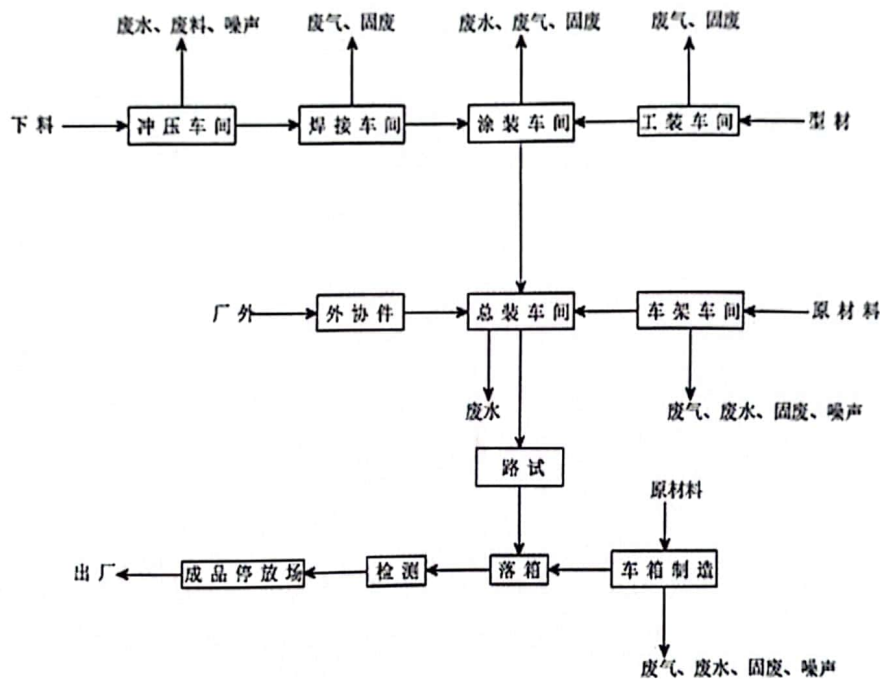 废水、废料、噪声 废气、固废 废水、废气、固废 废气、固废
下料 冲压车间 焊接车间 涂装车间 工装车间 型材
厂外 外协件 总装车间 车架车间 原材料
废水 废气、废水、固废、噪声
路试
原材料
出厂 成品停放场 检测 落箱 车箱制造
废气、废水、固废、噪声